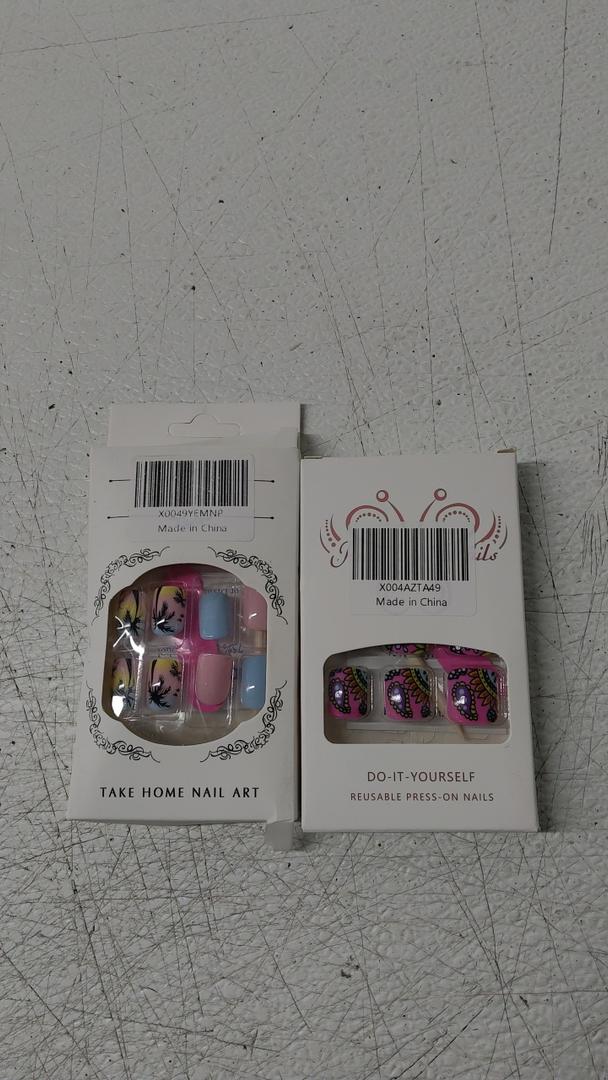 X0049YEMNP
Made in China
TAKE HOME NAIL ART
X004AZTA49
Made in China
DO-IT-YOURSELF
REUSABLE PRESS-ON NAILS